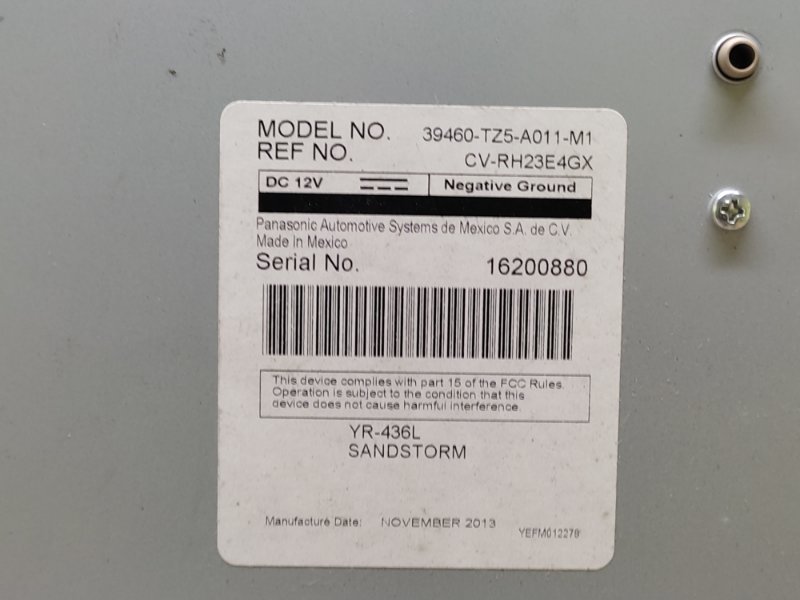 MODEL NO. 39460-TZ5-A011-M1
REF NO. CV-RH23E4GX
DC 12V Negative Ground
Panasonic Automotive Systems de Mexico S.A. de C.V.
Made in Mexico
Serial No. 16200880
This device complies with part 15 of the FCC Rules.
Operation is subject to the condition that this
device does not cause harmful interference.
YR-436L
SANDSTORM
Manufacture Date: NOVEMBER 2013
YEFM012279